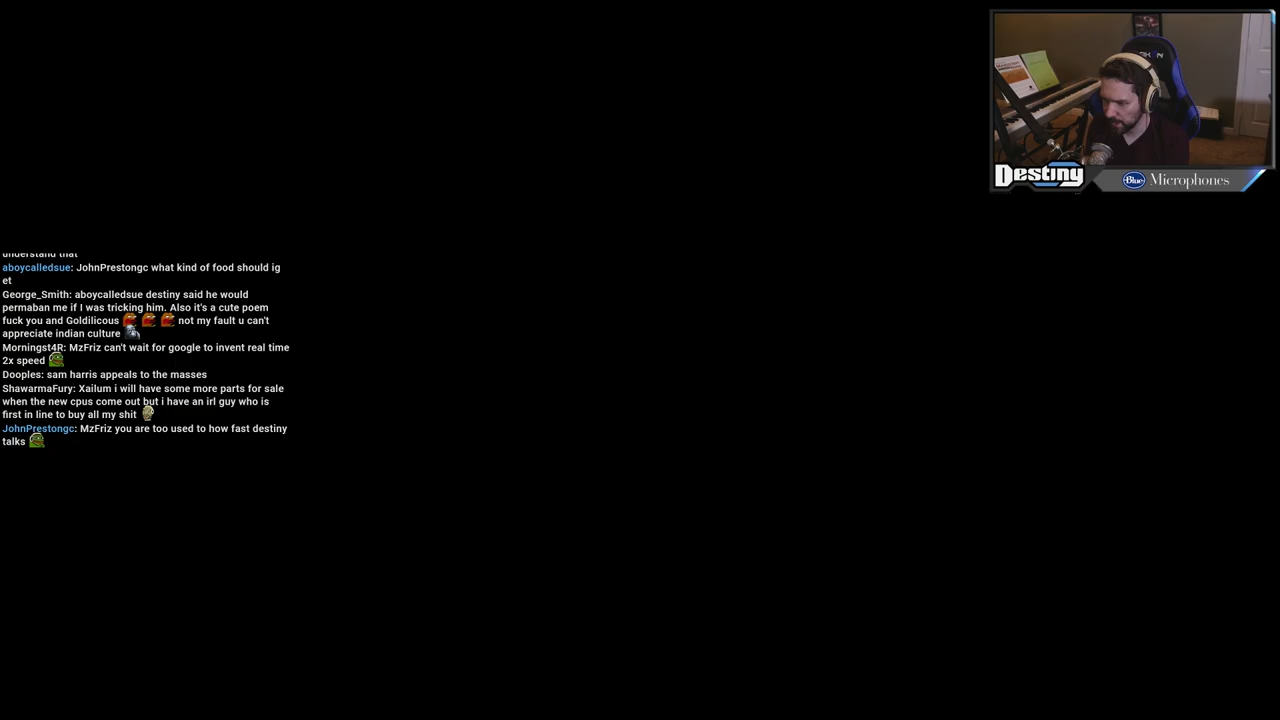 Destiny
Blue Microphones
understand that
aboycalledsue: JohnPrestongc what kind of food should ig
et
George_Smith: aboycalledsue destiny said he would
permaban me if I was tricking him. Also it's a cute poem
fuck you and Goldilicous not my fault u can't
appreciate indian culture
Morningst4R: MzFriz can't wait for google to invent real time
2x speed
Dooples: sam harris appeals to the masses
ShawarmaFury: Xailum i will have some more parts for sale
when the new cpus come out but i have an irl guy who is
first in line to buy all my shit
JohnPrestongc: MzFriz you are too used to how fast destiny
talks